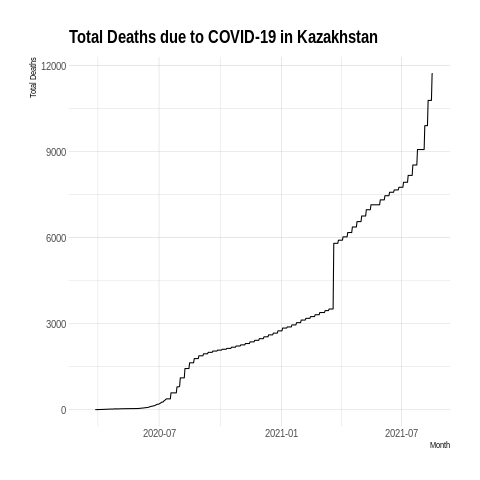 Total Deaths due to COVID-19 in Kazakhstan
Total Deaths
12000
9000
6000
3000
0
2020-07
2021-01
2021-07
Month